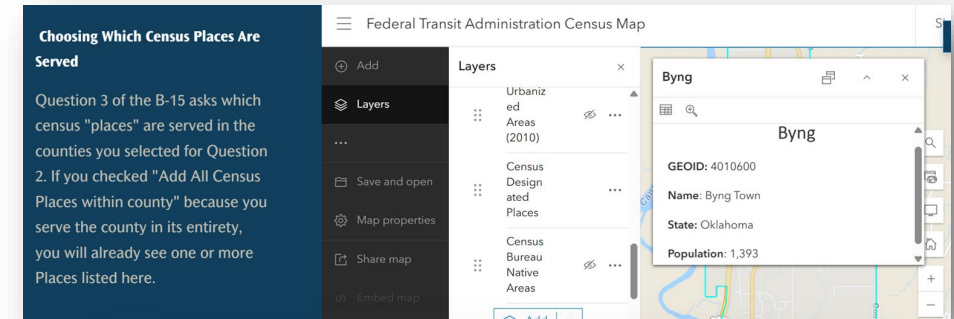 Choosing Which Census Places Are
Served
Question 3 of the B-15 asks which
census "places" are served in the
counties you selected for Question
2. If you checked "Add All Census
Places within county" because you
serve the county in its entirety,
you will already see one or more
Places listed here.
Federal Transit Administration Census Map
Add
Layers
...
Save and open
Map properties
Share map
Embed map
Layers
Urbaniz
ed
Areas
(2010)
Census
Design
ated
Places
Census
Bureau
Native
Areas
Add
Byng
Byng
GEOID: 4010600
Name: Byng Town
State: Oklahoma
Population: 1,393